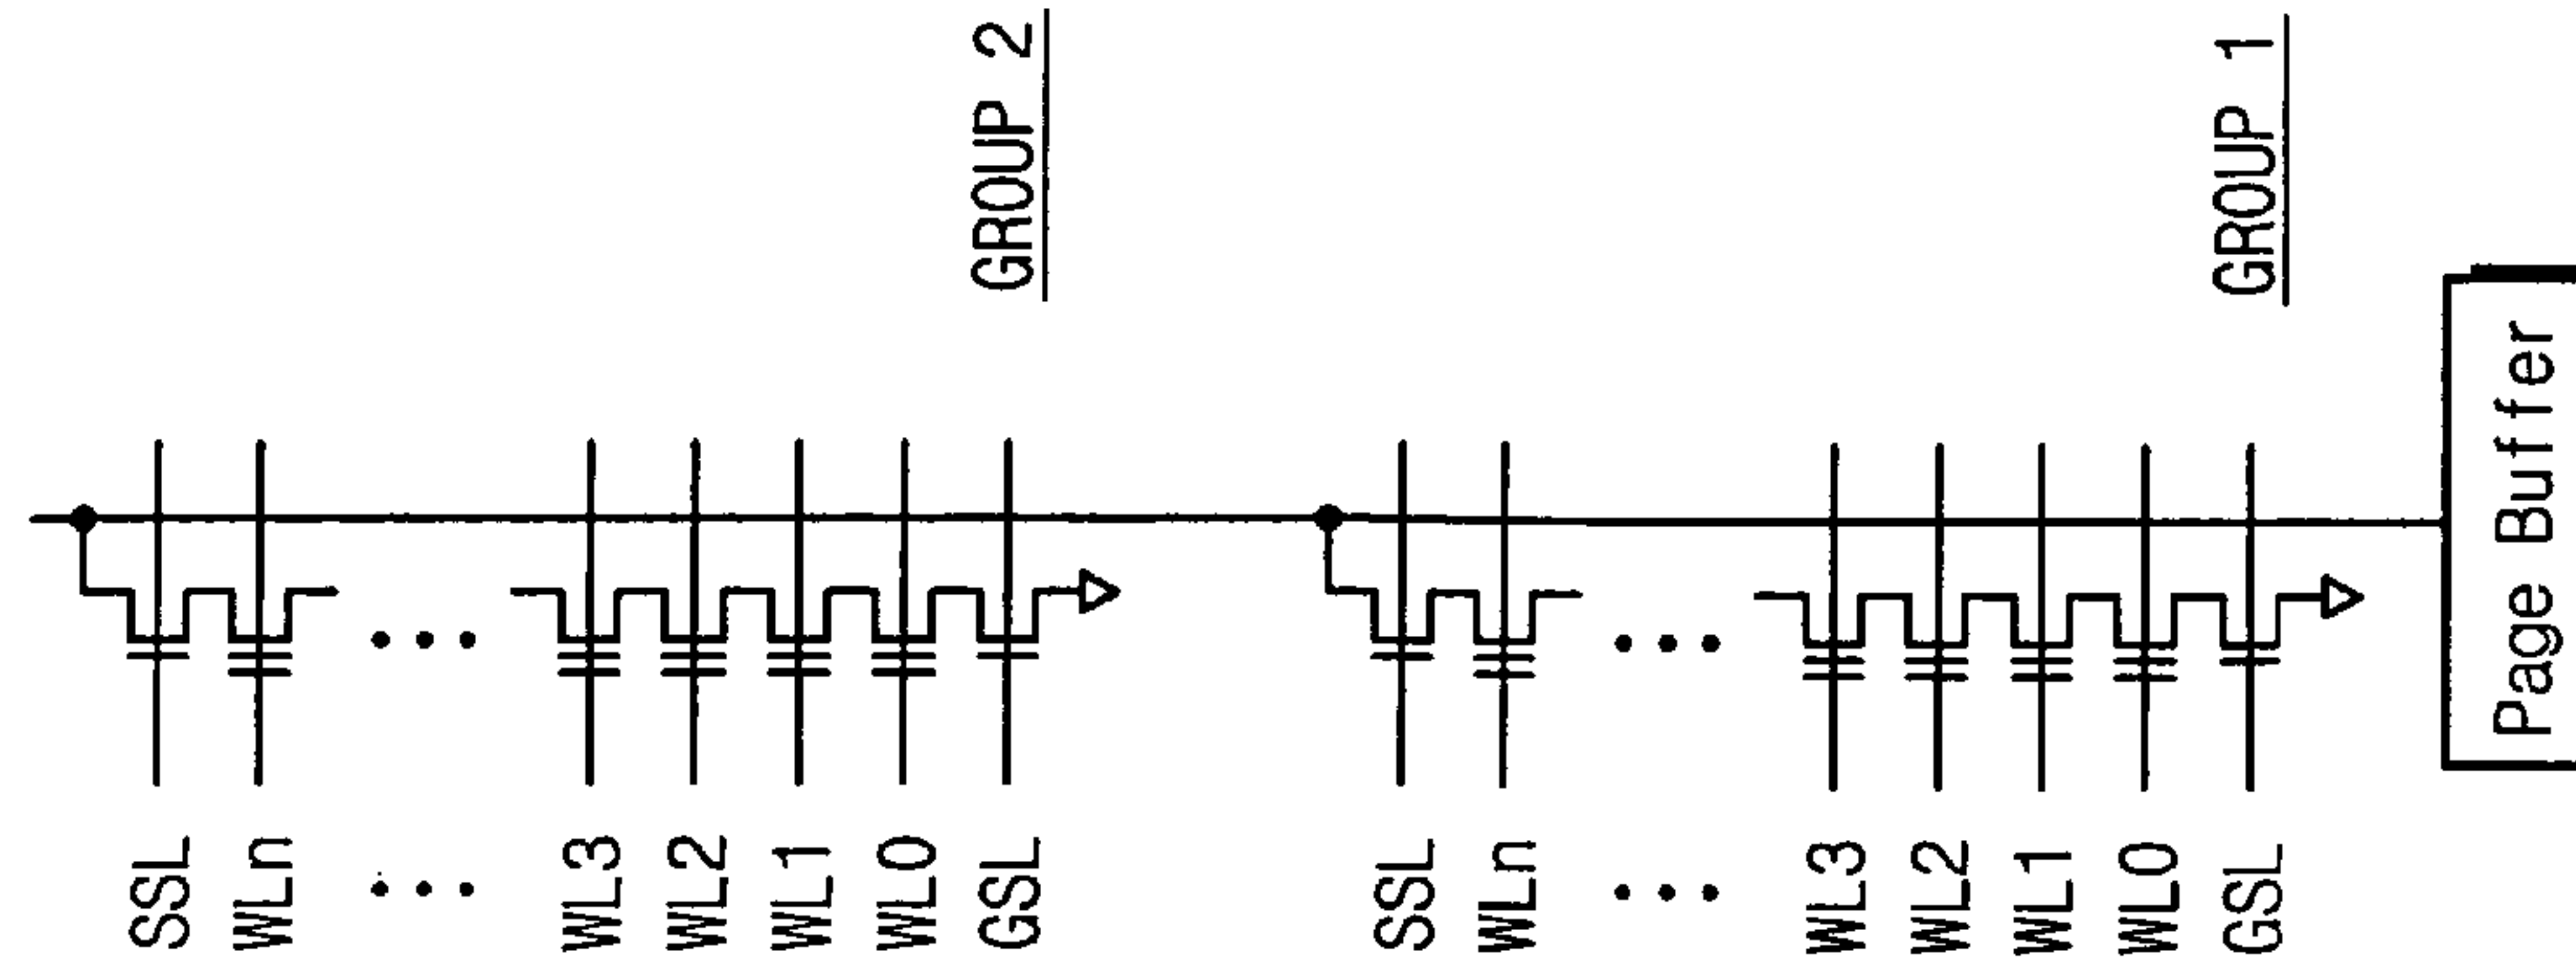 SSL
WLn
...
WL3
WL2
WL1
WL0
GSL
GROUP 2
SSL
WLn
...
WL3
WL2
WL1
WL0
GSL
GROUP 1
Page Buffer